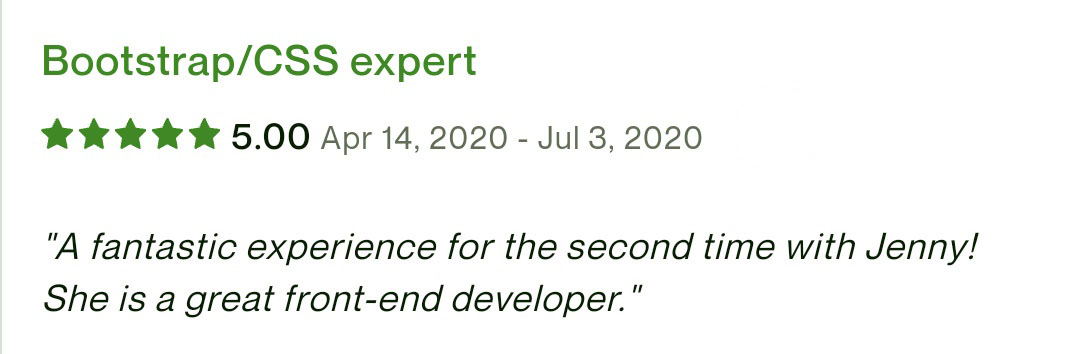 Bootstrap/CSS expert
5.00 Apr 14, 2020 - Jul 3, 2020
"A fantastic experience for the second time with Jenny!
She is a great front-end developer."